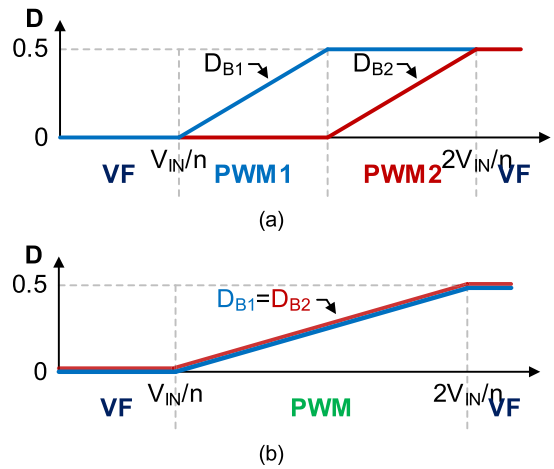 D
0.5
D_B1
D_B2
0
V_IN/n
2V_IN/n
VF
PWM1
PWM2
VF
(a)
D
0.5
D_B1=D_B2
0
V_IN/n
2V_IN/n
VF
PWM
VF
(b)